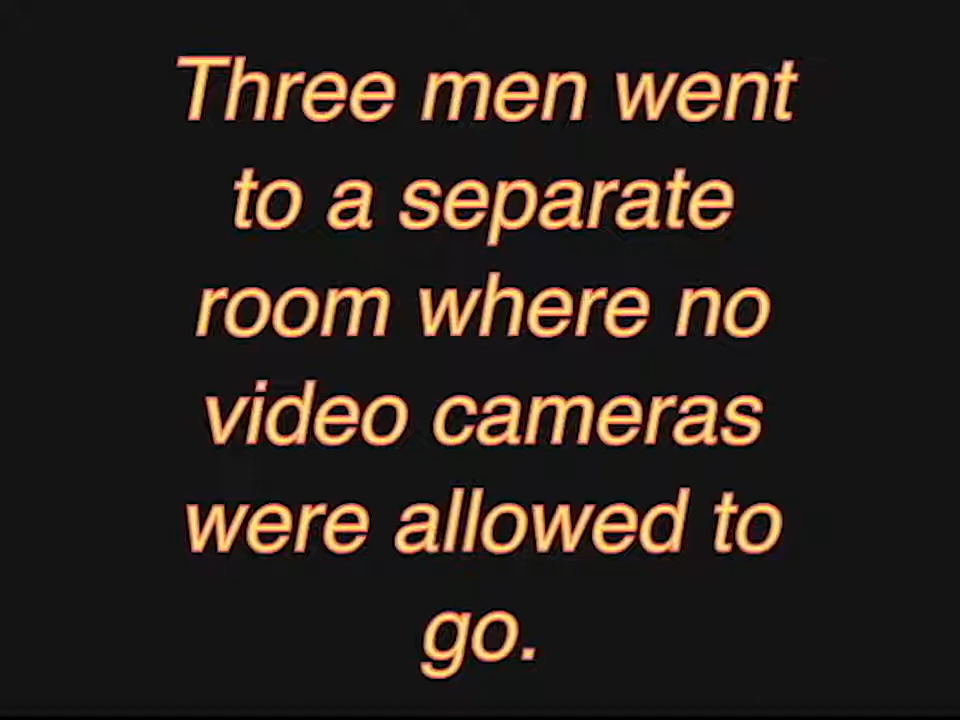 Three men went
to a separate
room where no
video cameras
were allowed to
go.